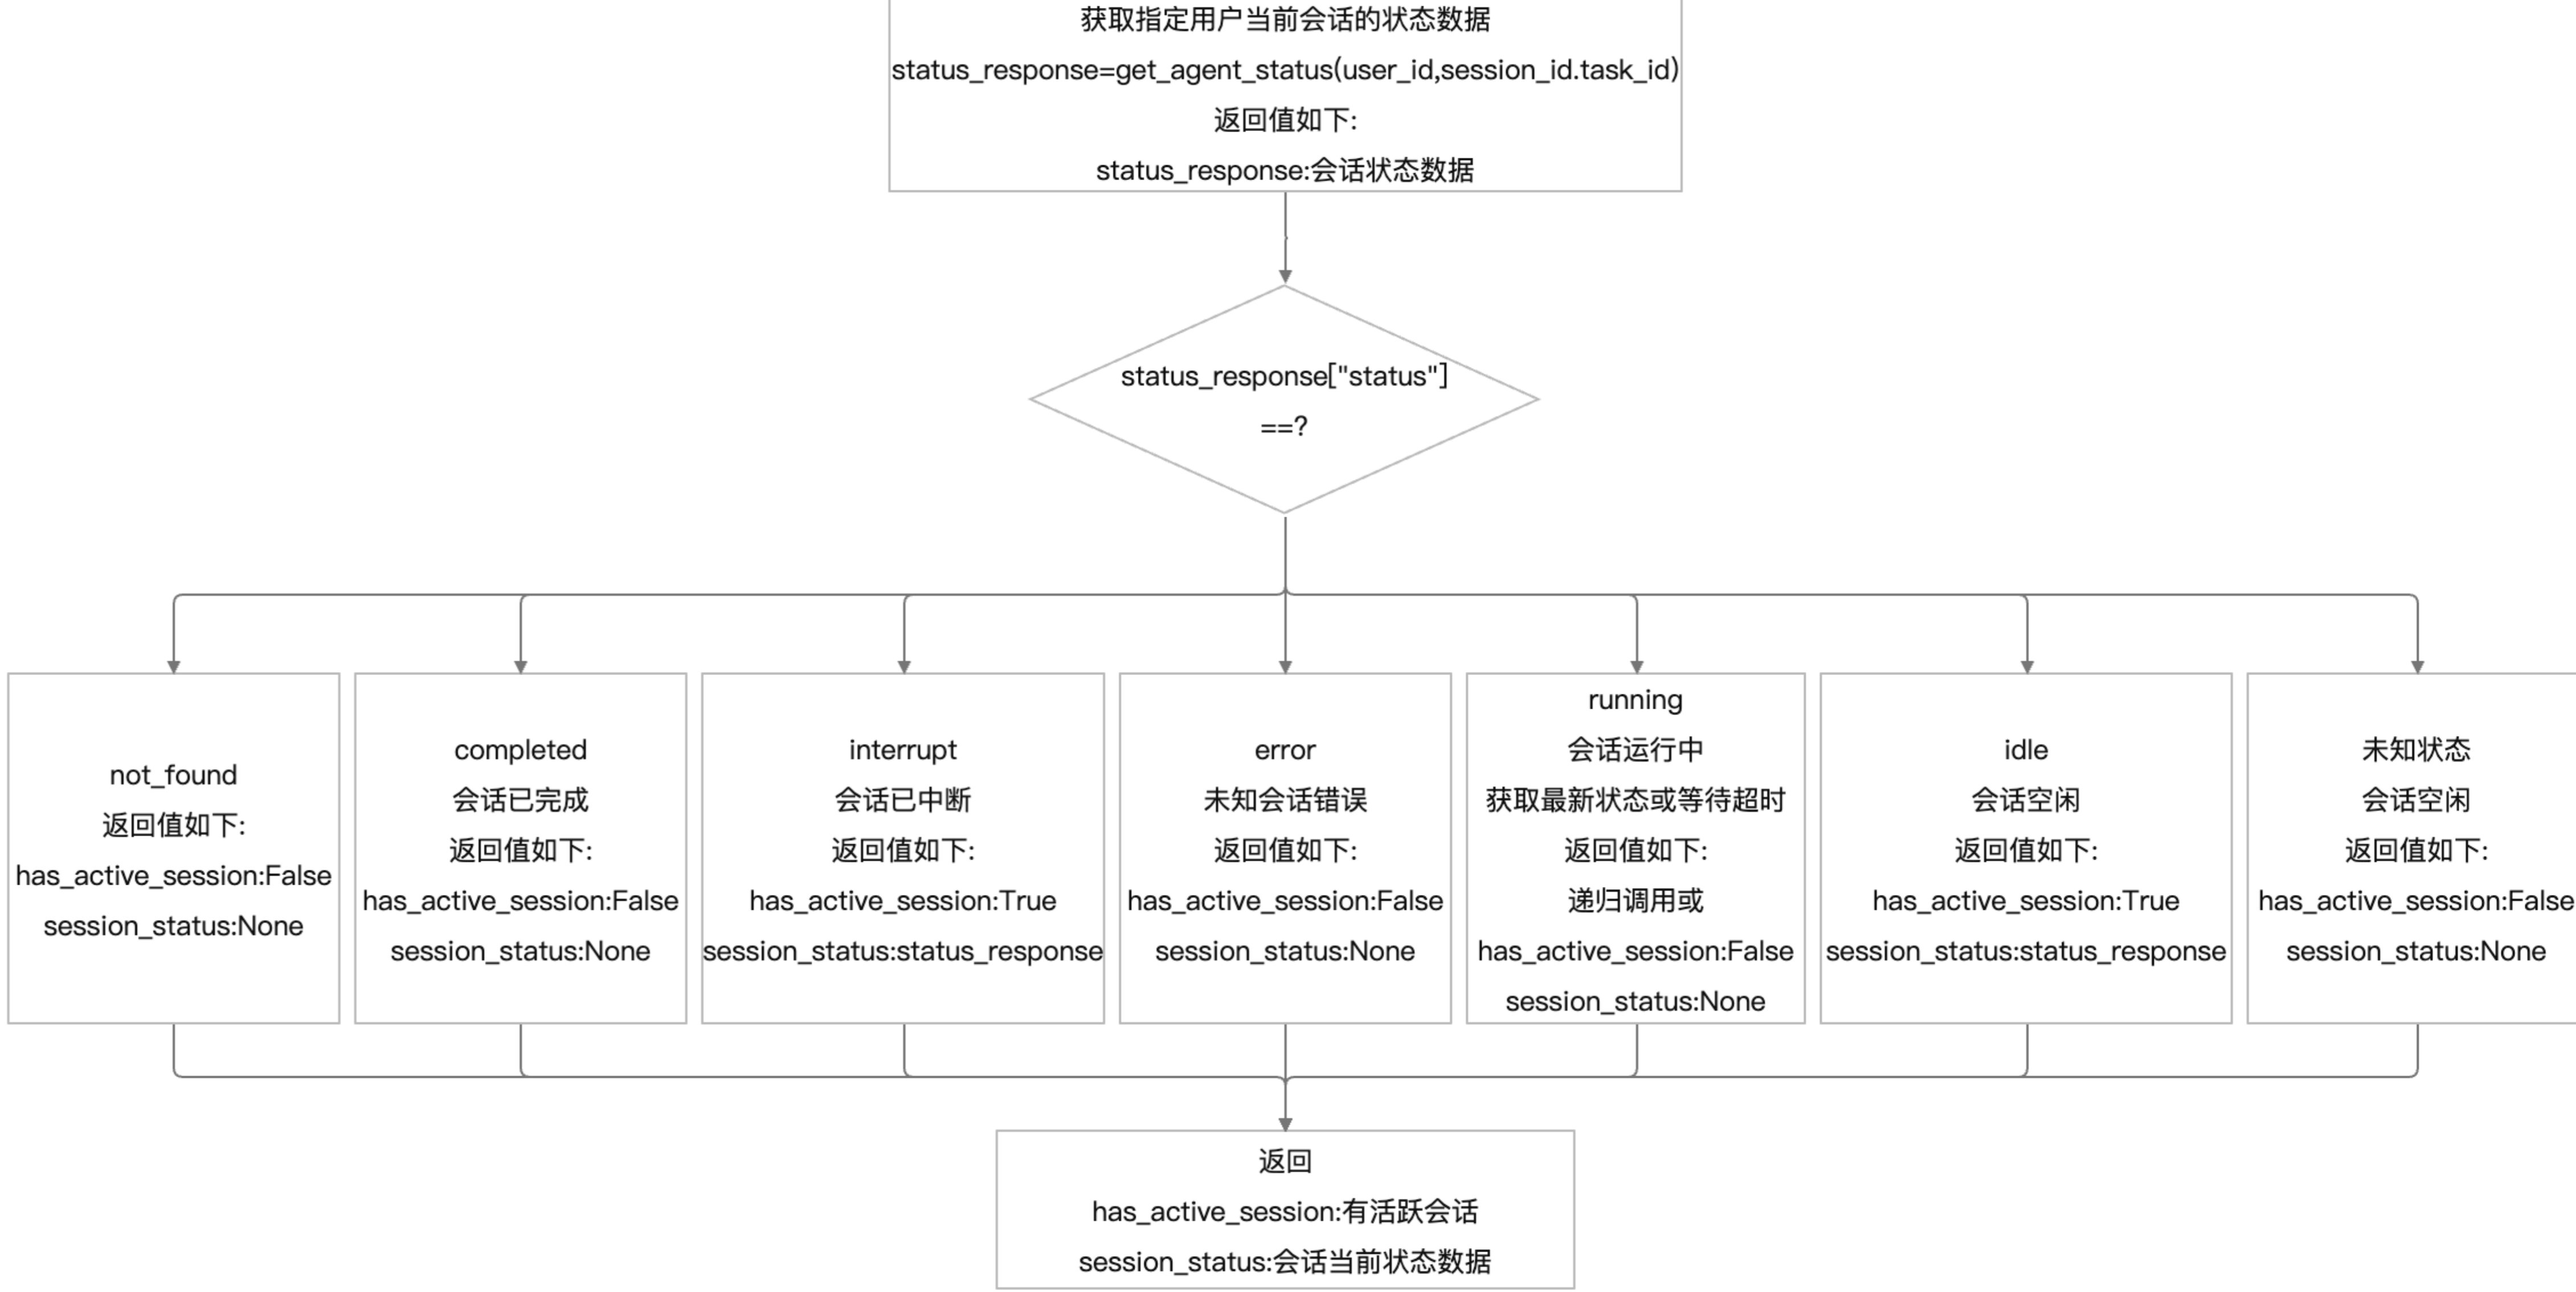 获取指定用户当前会话的状态数据
status_response=get_agent_status(user_id,session_id.task_id)
返回值如下:
status_response:会话状态数据
status_response["status"]
==?
not_found
返回值如下:
has_active_session:False
session_status:None
completed
会话已完成
返回值如下:
has_active_session:False
session_status:None
interrupt
会话已中断
返回值如下:
has_active_session:True
session_status:status_response
error
未知会话错误
返回值如下:
has_active_session:False
session_status:None
running
会话运行中
获取最新状态或等待超时
返回值如下:
递归调用或
has_active_session:False
session_status:None
idle
会话空闲
返回值如下:
has_active_session:True
session_status:status_response
未知状态
会话空闲
返回值如下:
has_active_session:False
session_status:None
返回
has_active_session:有活跃会话
session_status:会话当前状态数据